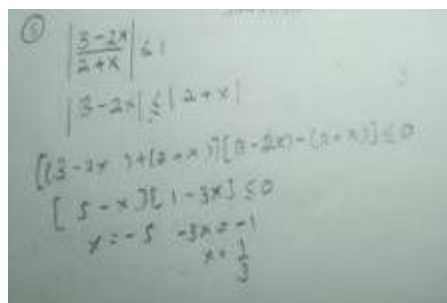 5
|3-2x / 2+x| ≤ 1
|3-2x| ≤ |2+x|
[(3-2x)+(2+x)][(3-2x)-(2+x)] ≤ 0
[5-x][1-3x] ≤ 0
x = -5 -3x = -1
x = 1/3